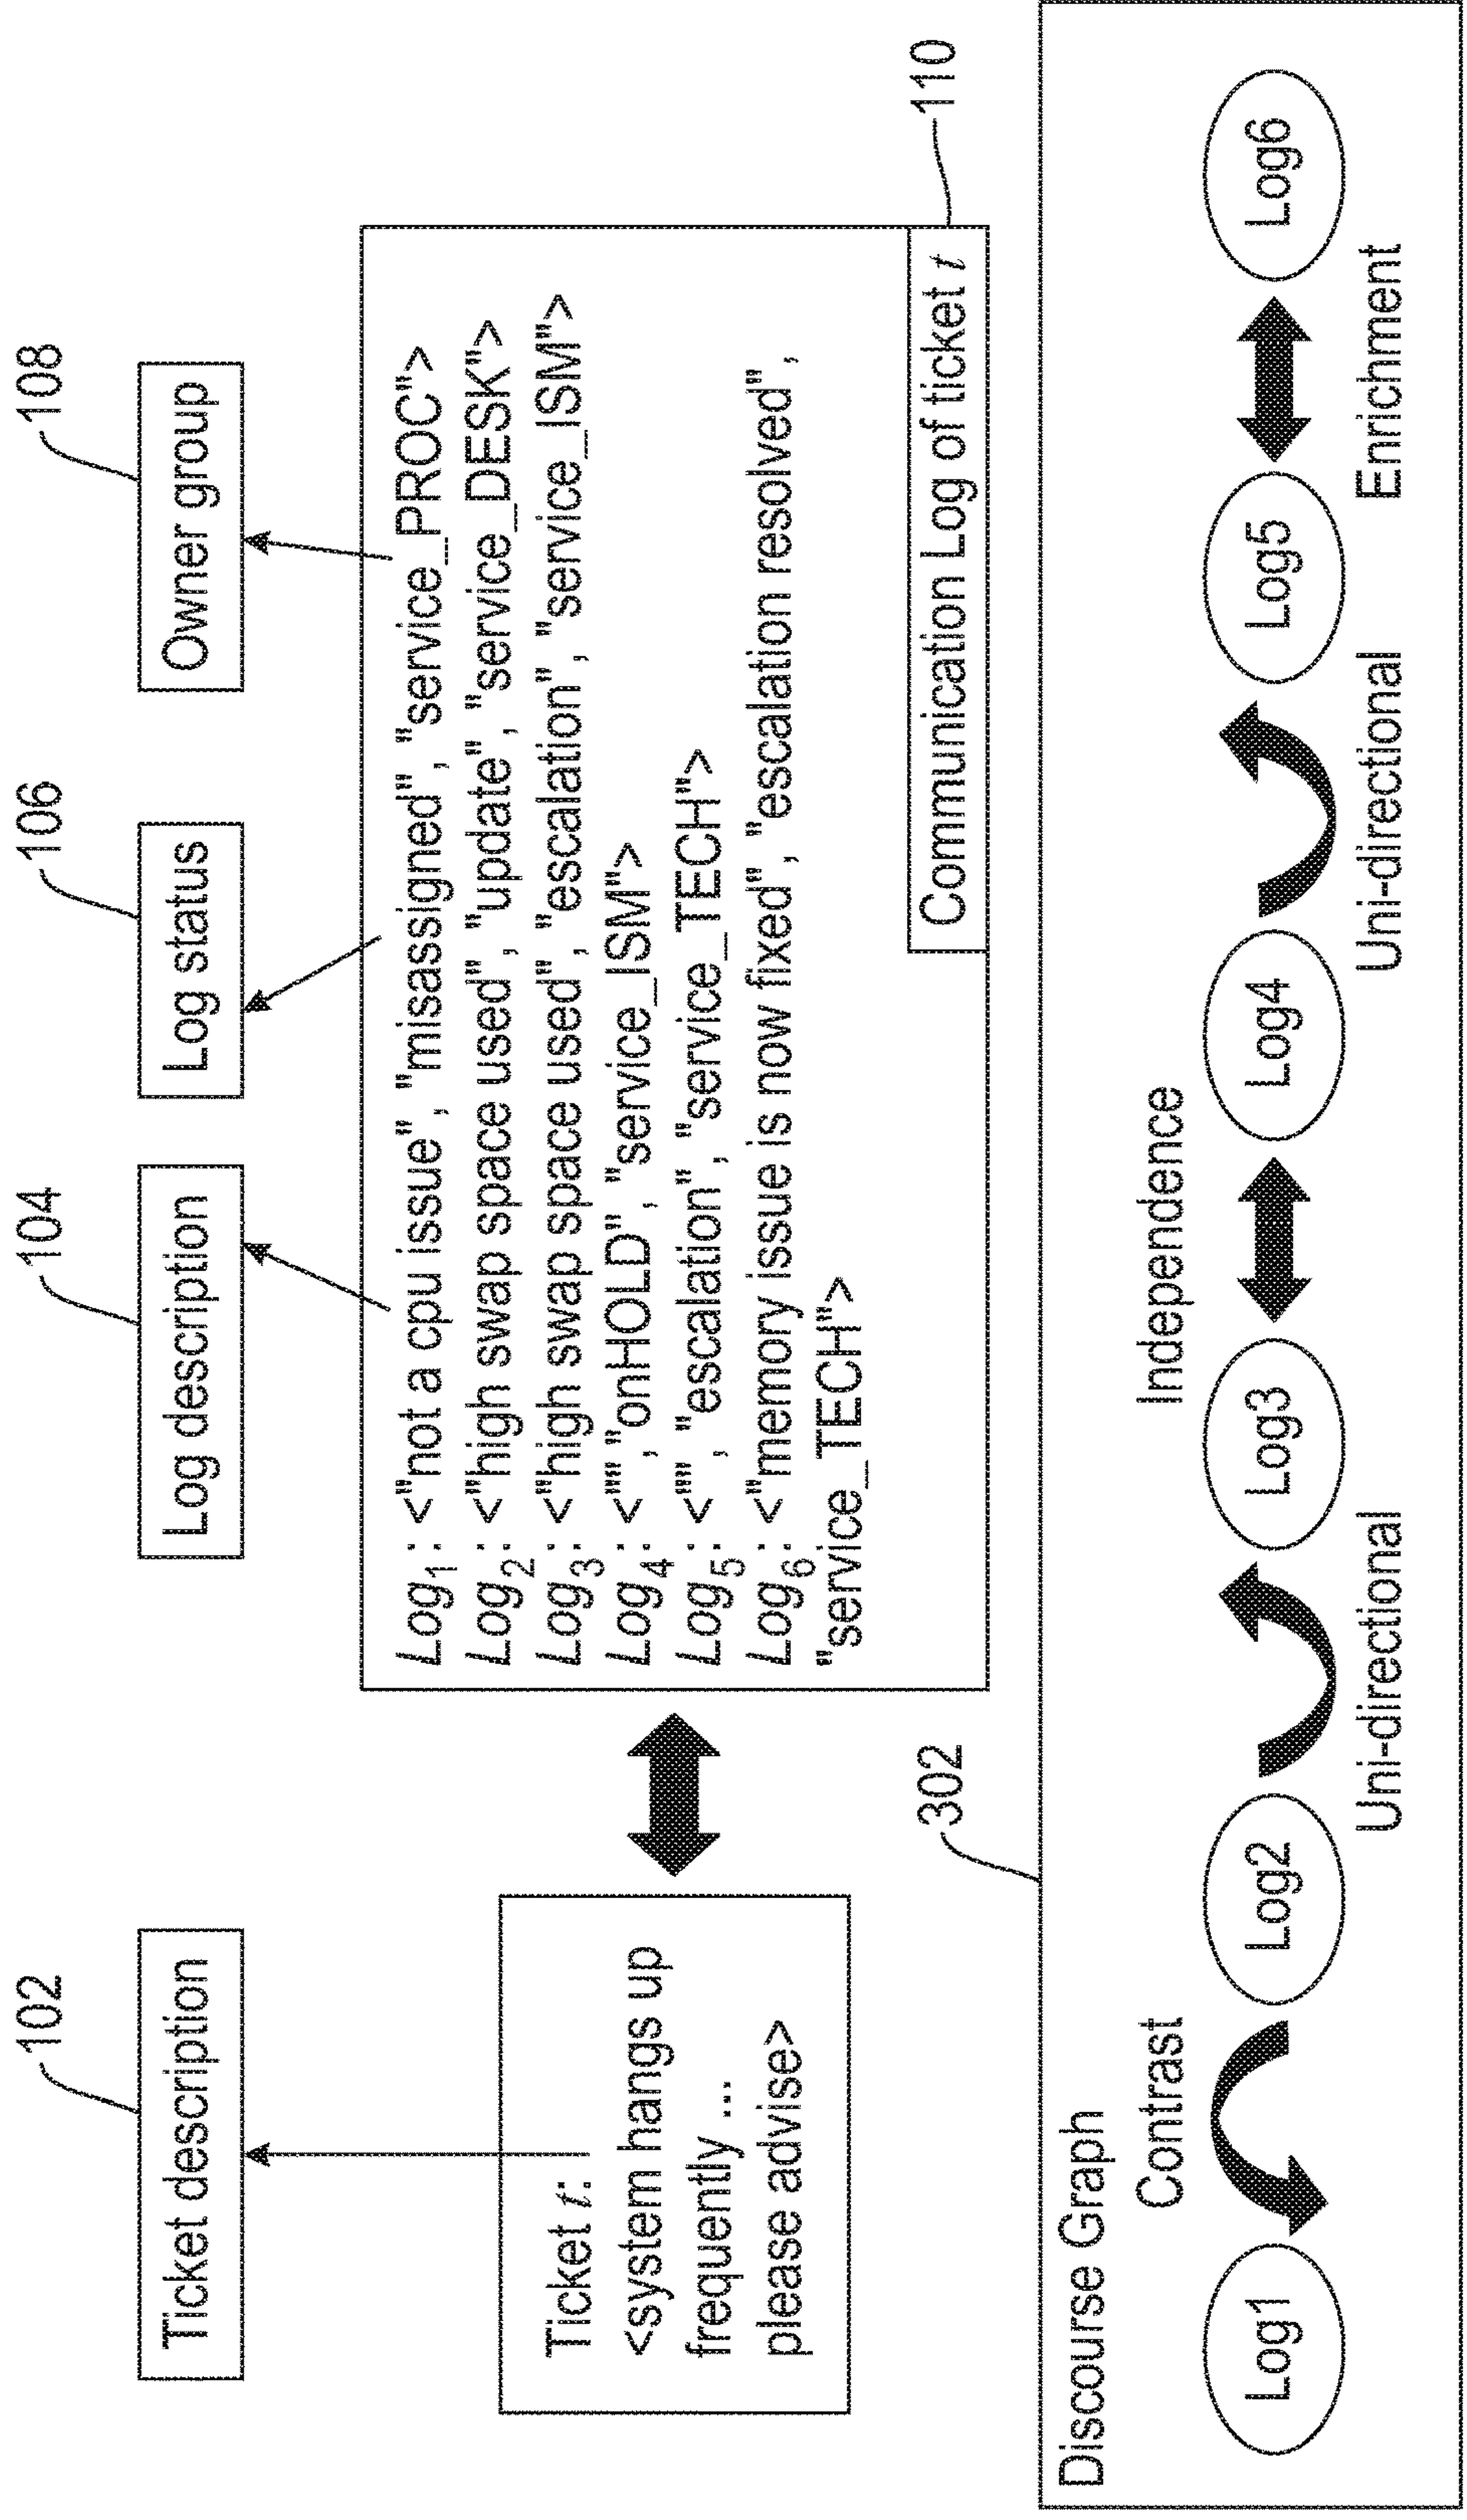 102
104
106
108
Ticket description
Log description
Log status
Owner group
Ticket t:
<system hangs up
frequently ...
please advise>
Log1 : <"not a cpu issue", "misassigned", "service_PROC">
Log2 : <"high swap space used", "update", "service_DESK">
Log3 : <"high swap space used", "escalation", "service_ISM">
Log4 : <"","onHOLD", "service_ISM">
Log5 : <"", "escalation", "service_TECH">
Log6 : <"memory issue is now fixed", "escalation resolved",
"service_TECH">
Communication Log of ticket t
110
302
Discourse Graph
Contrast
Independence
Log1
Log2
Log3
Log4
Log5
Log6
Uni-directional
Uni-directional
Enrichment